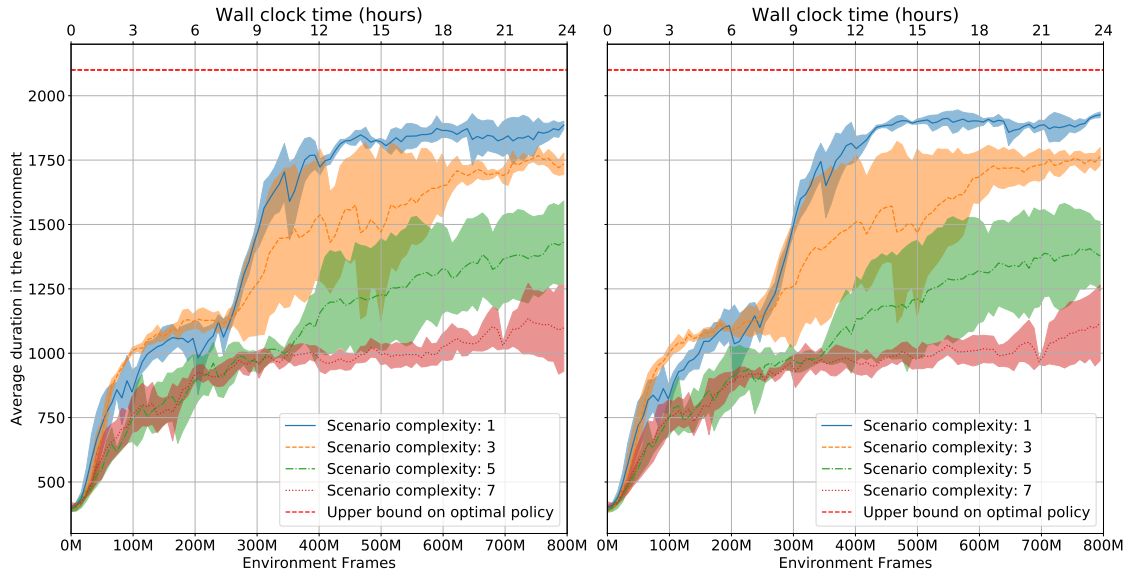 Wall clock time (hours)
0 3 6 9 12 15 18 21 24
Average duration in the environment
2000
1750
1500
1250
1000
750
500
Scenario complexity: 1
Scenario complexity: 3
Scenario complexity: 5
Scenario complexity: 7
Upper bound on optimal policy
0M 100M 200M 300M 400M 500M 600M 700M 800M
Environment Frames
Wall clock time (hours)
0 3 6 9 12 15 18 21 24
Scenario complexity: 1
Scenario complexity: 3
Scenario complexity: 5
Scenario complexity: 7
Upper bound on optimal policy
0M 100M 200M 300M 400M 500M 600M 700M 800M
Environment Frames